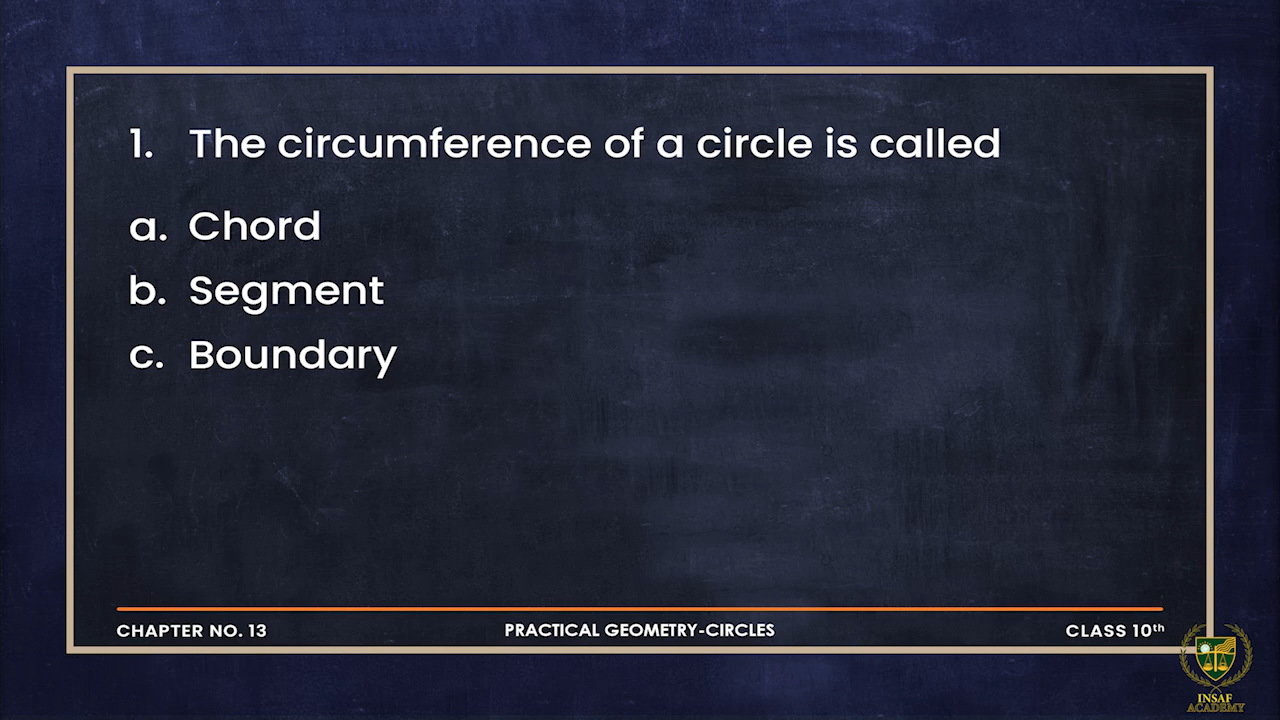 1. The circumference of a circle is called
a. Chord
b. Segment
c. Boundary
CHAPTER NO. 13 PRACTICAL GEOMETRY-CIRCLES CLASS 10th
INSAF
ACADEMY